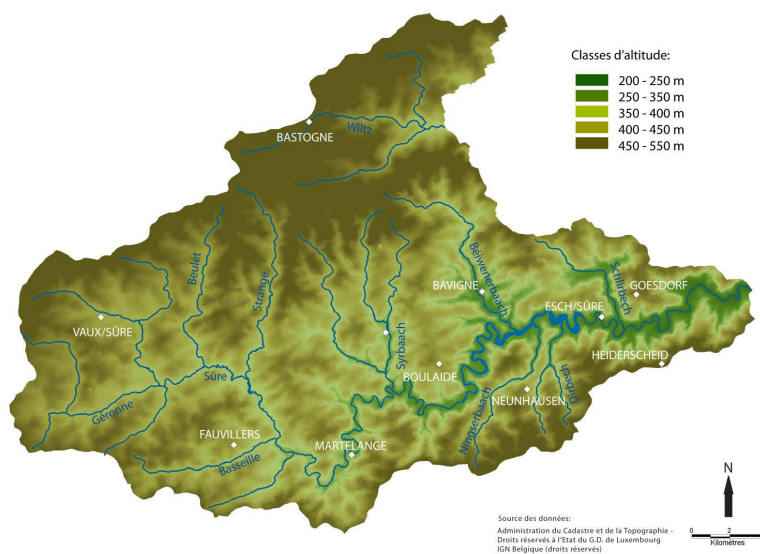 Classes d'altitude:
200 - 250 m
250 - 350 m
350 - 400 m
400 - 450 m
450 - 550 m
BASTOGNE
Wiltz
Beulet
Strange
Béiwenerbaach
Schlirbech
BAVIGNE
GOESDORF
VAUX/SÛRE
ESCH/SÛRE
Syrbaach
HEIDERSCHEID
Sûre
BOULAIDE
Dirbech
NEUNHAUSEN
Géronne
Ningserbaach
FAUVILLERS
MARTELANGE
Basseille
N
Source des données:
Administration du Cadastre et de la Topographie -
Droits réservés à l'Etat du G.D. de Luxembourg
IGN Belgique (droits réservés)
0 2
Kilomètres